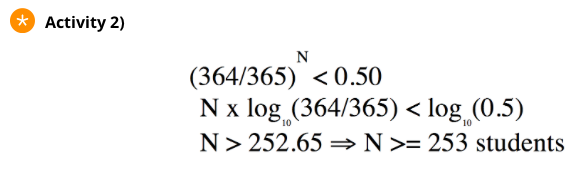 * Activity 2)
(364/365)^N < 0.50
N x log₁₀(364/365) < log₁₀(0.5)
N > 252.65 ⇒ N >= 253 students